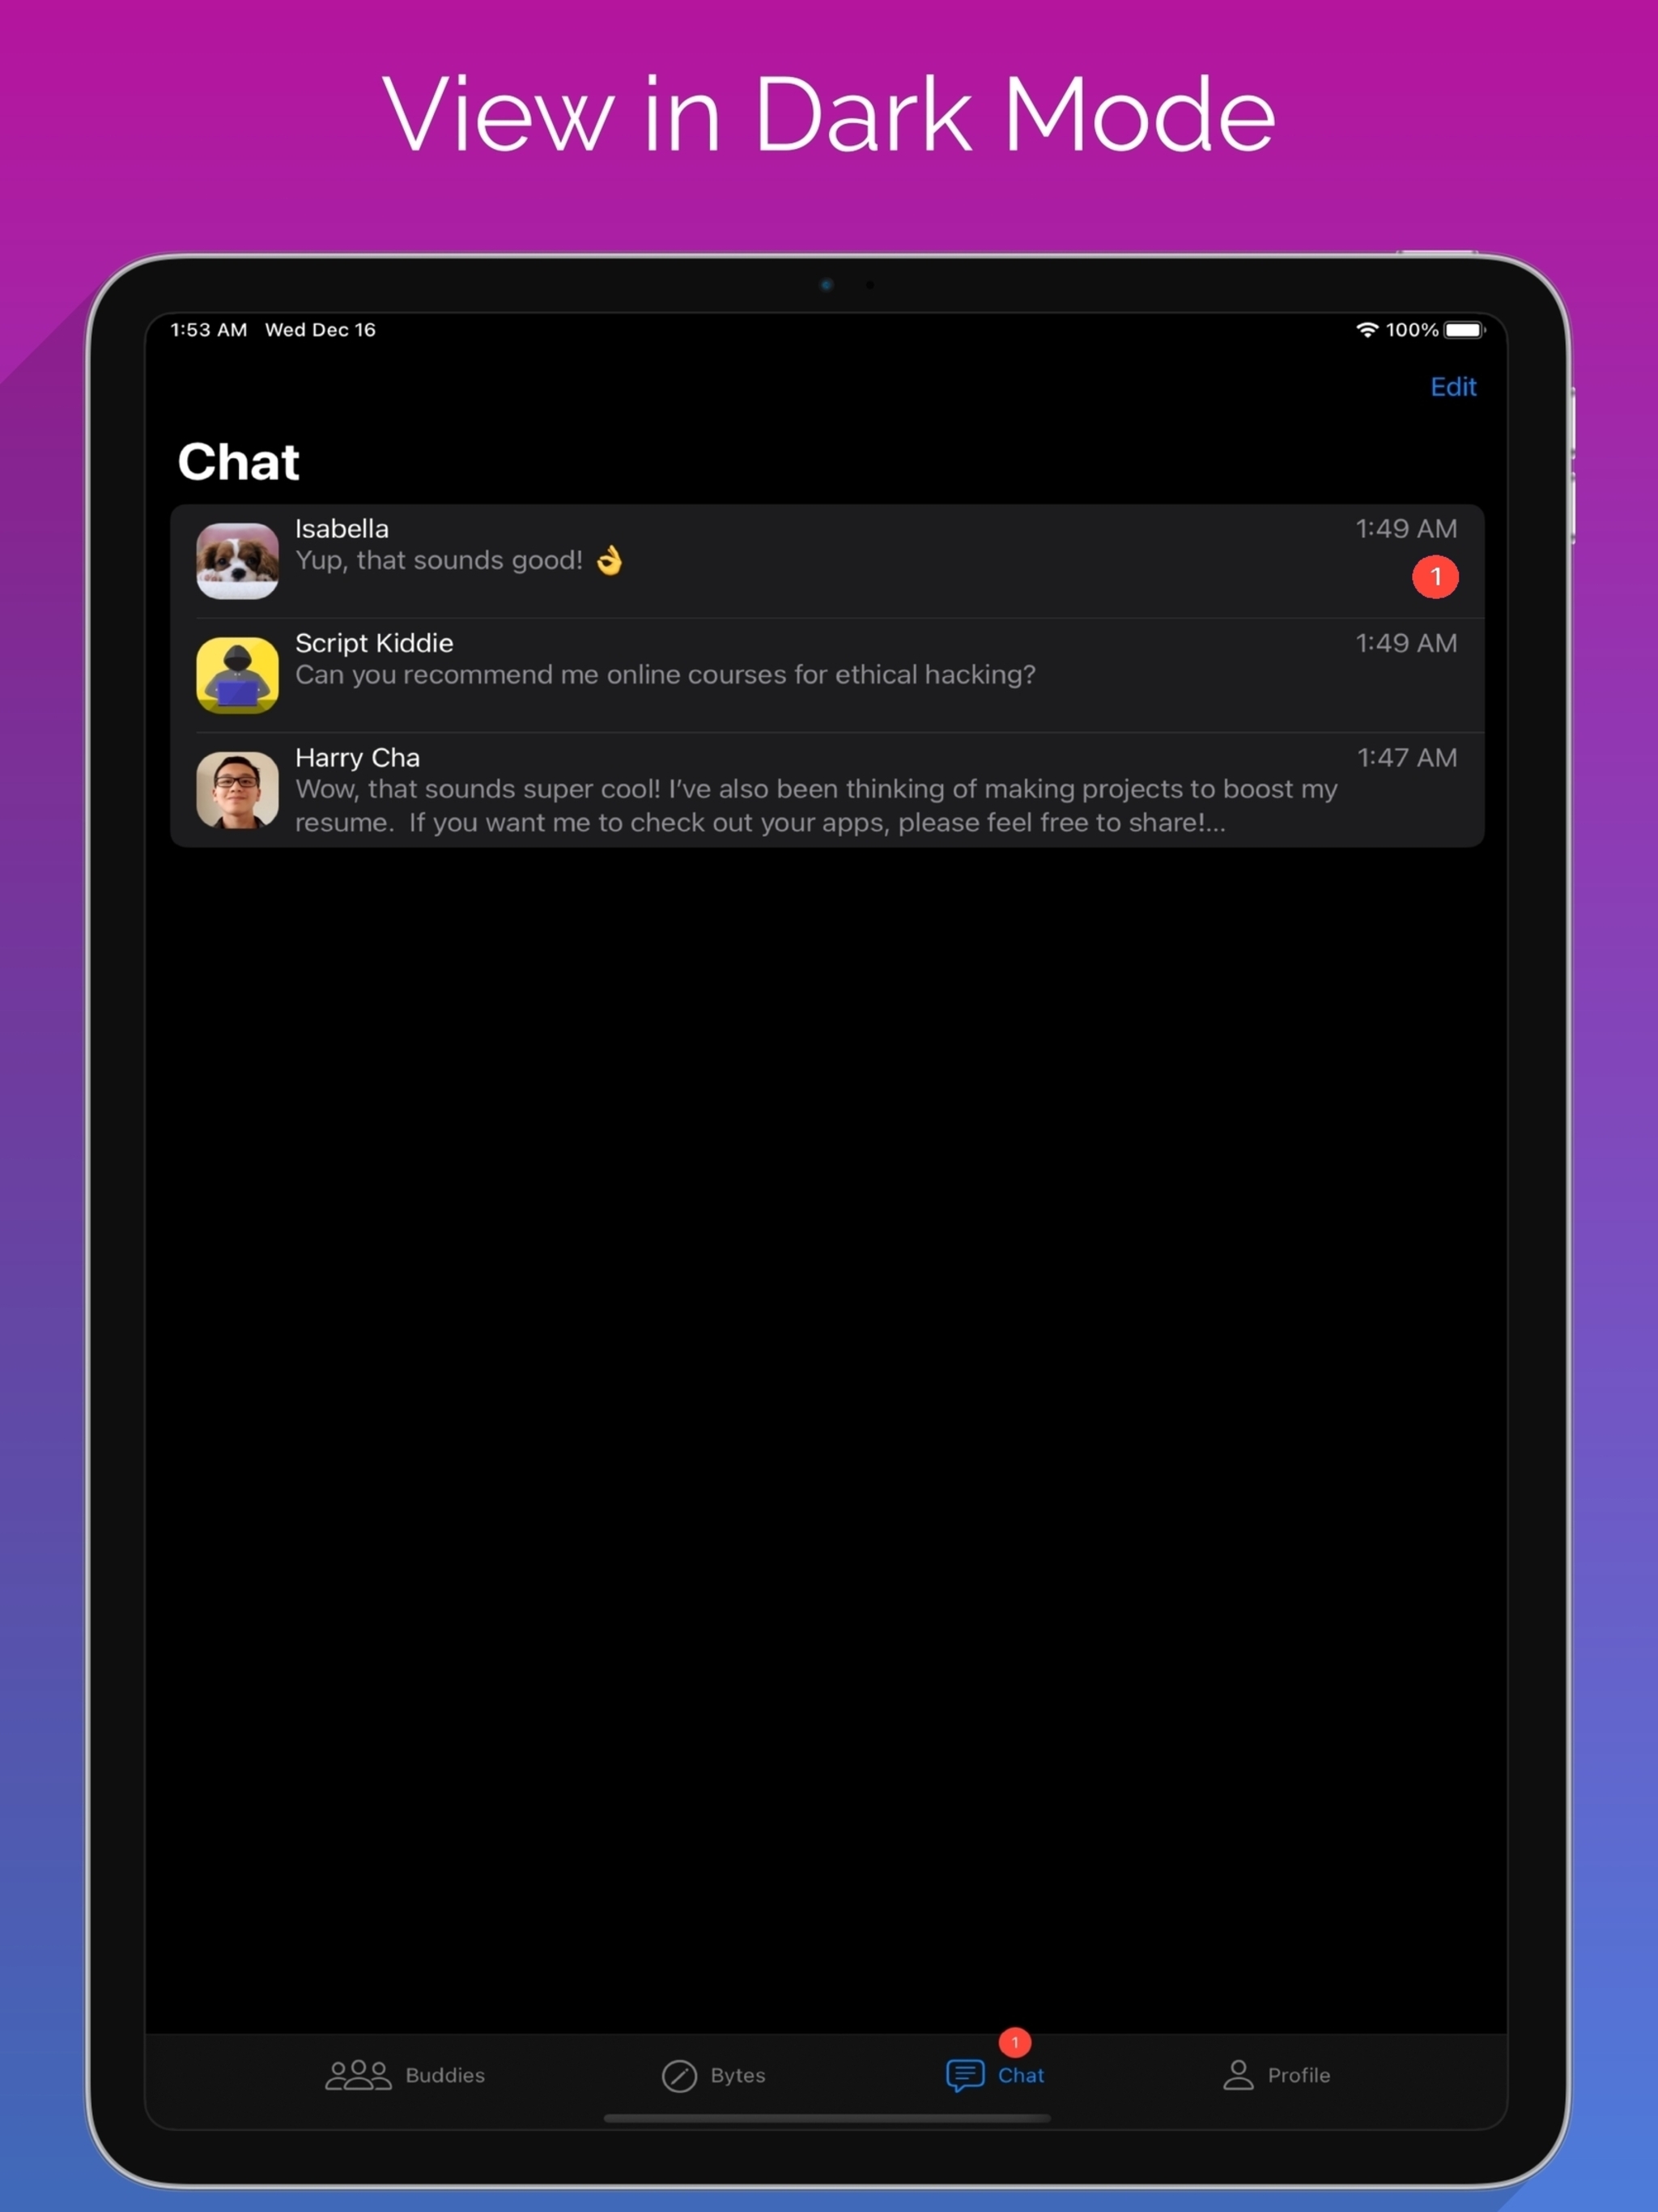 View in Dark Mode
1:53 AM Wed Dec 16
100%
Edit
Chat
Isabella
1:49 AM
Yup, that sounds good! 👌
1
Script Kiddie
1:49 AM
Can you recommend me online courses for ethical hacking?
Harry Cha
1:47 AM
Wow, that sounds super cool! I’ve also been thinking of making projects to boost my
resume.  If you want me to check out your apps, please feel free to share!...
1
Buddies
Bytes
Chat
Profile